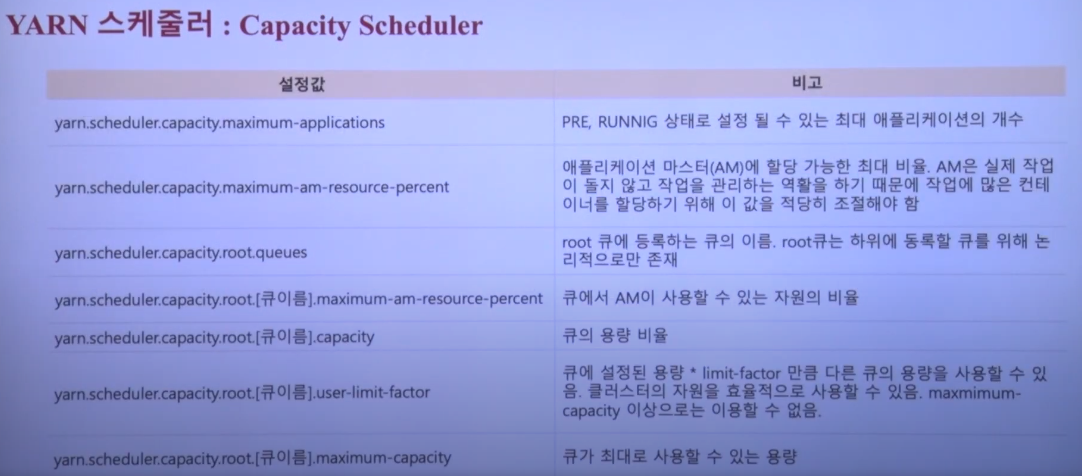 YARN 스케줄러 : Capacity Scheduler
설정값
비고
yarn.scheduler.capacity.maximum-applications
PRE, RUNNIG 상태로 설정 될 수 있는 최대 애플리케이션의 개수
yarn.scheduler.capacity.maximum-am-resource-percent
애플리케이션 마스터(AM)에 할당 가능한 최대 비율. AM은 실제 작업
이 돌지 않고 작업을 관리하는 역활을 하기 때문에 작업에 많은 컨테
이너를 할당하기 위해 이 값을 적당히 조절해야 함
yarn.scheduler.capacity.root.queues
root 큐에 등록하는 큐의 이름. root큐는 하위에 동록할 큐를 위해 논
리적으로만 존재
yarn.scheduler.capacity.root.[큐이름].maximum-am-resource-percent
큐에서 AM이 사용할 수 있는 자원의 비율
yarn.scheduler.capacity.root.[큐이름].capacity
큐의 용량 비율
yarn.scheduler.capacity.root.[큐이름].user-limit-factor
큐에 설정된 용량 * limit-factor 만큼 다른 큐의 용량을 사용할 수 있
음. 클러스터의 자원을 효율적으로 사용할 수 있음. maxmimum-
capacity 이상으로는 이용할 수 없음.
yarn.scheduler.capacity.root.[큐이름].maximum-capacity
큐가 최대로 사용할 수 있는 용량